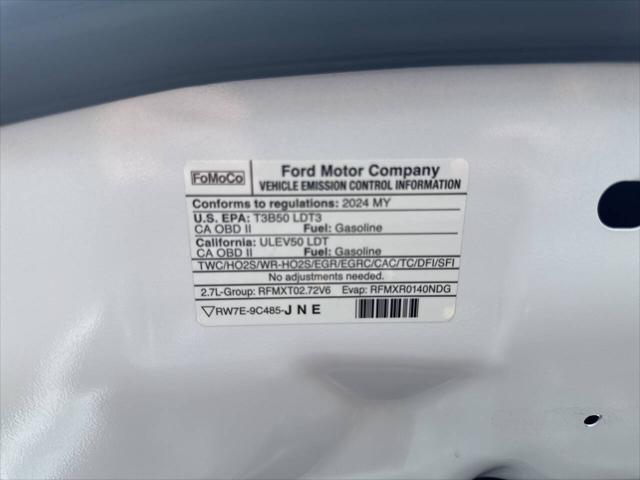 FoMoCo
Ford Motor Company
VEHICLE EMISSION CONTROL INFORMATION
Conforms to regulations: 2024 MY
U.S. EPA: T3B50 LDT3
CA OBD II Fuel: Gasoline
California: ULEV50 LDT
CA OBD II Fuel: Gasoline
TWC/HO2S/WR-HO2S/EGR/EGRC/CAC/TC/DFI/SFI
No adjustments needed.
2.7L-Group: RFMXT02.72V6 Evap: RFMXR0140NDG
RW7E-9C485-JNE